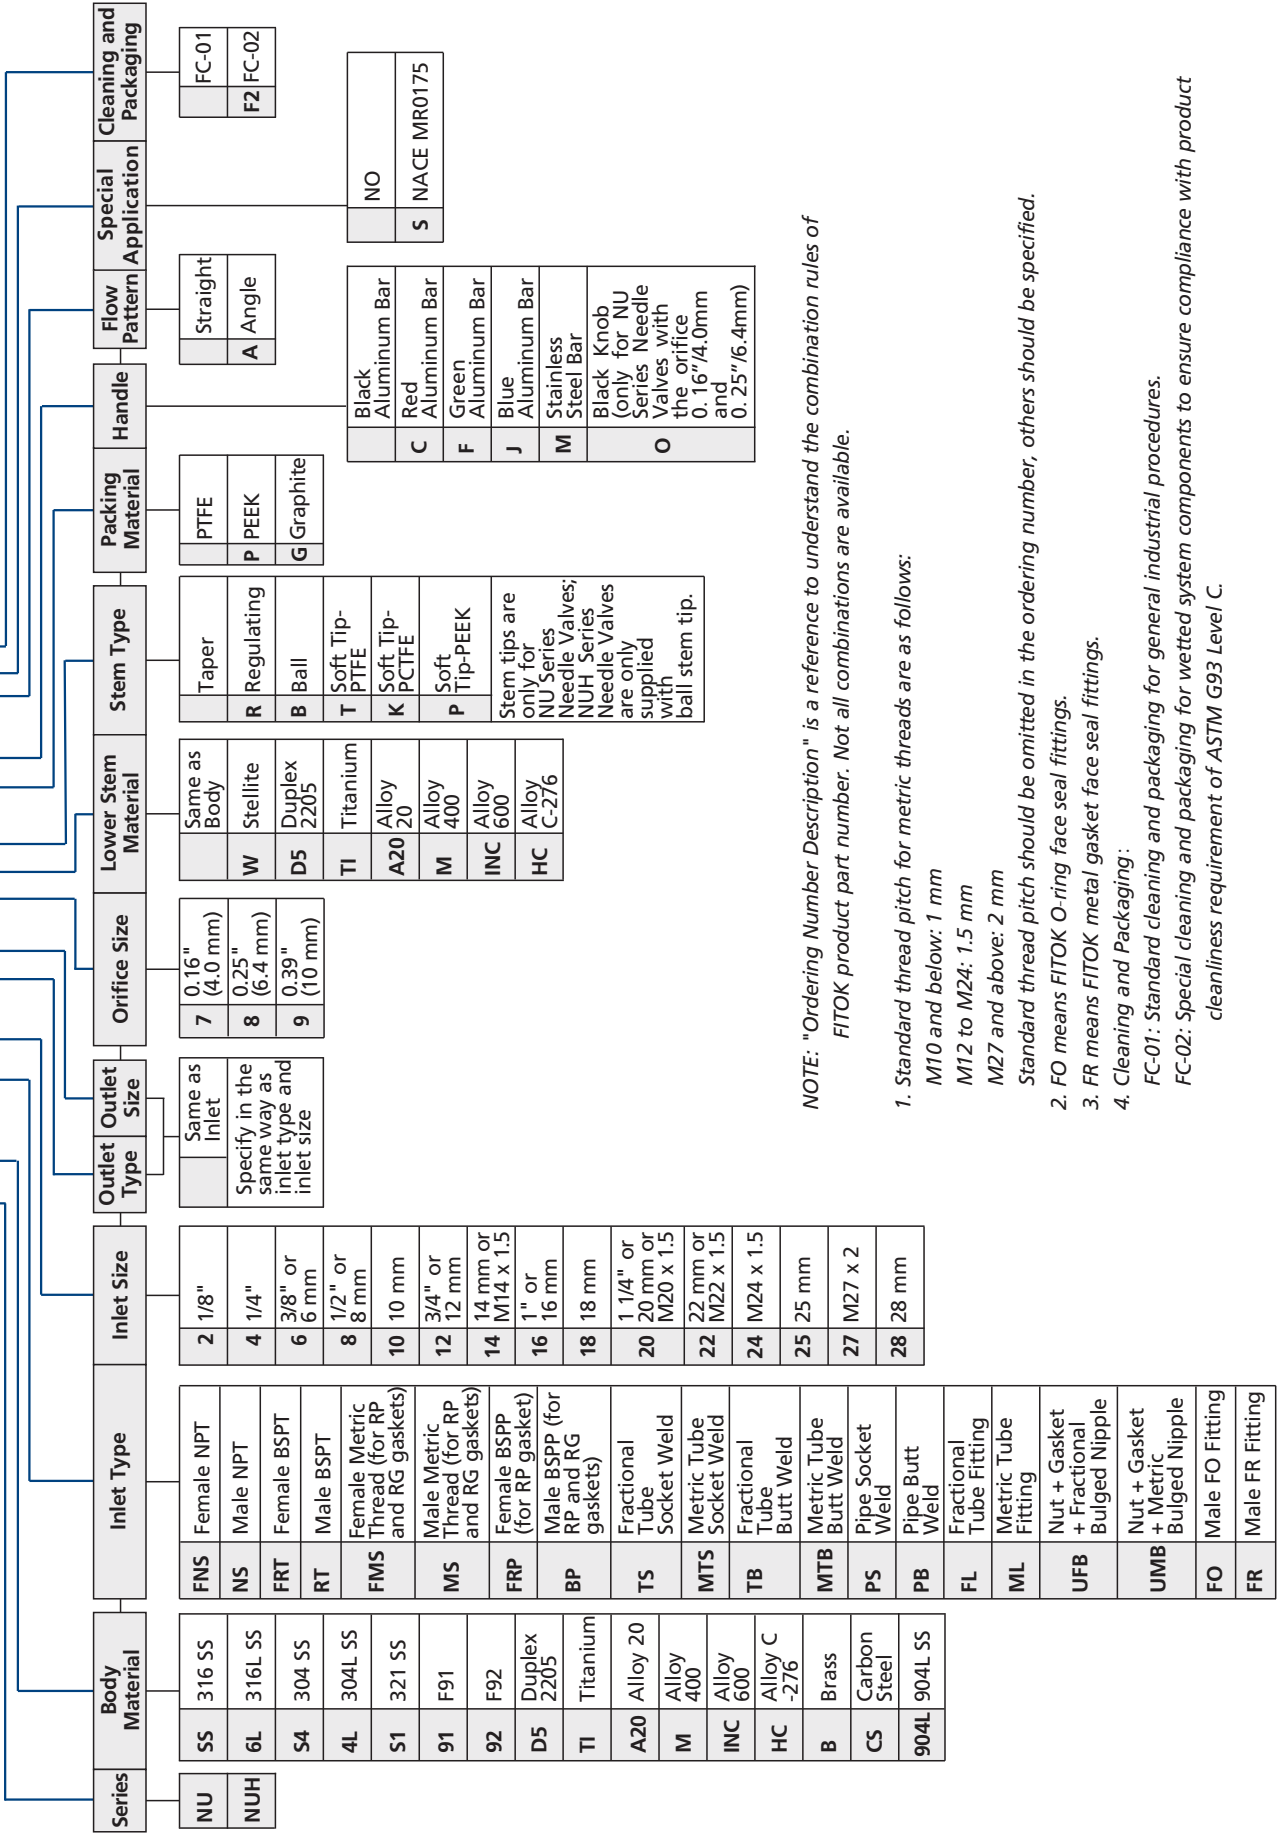 Series
NU
NUH
Body
Material
SS 316 SS
6L 316L SS
S4 304 SS
4L 304L SS
S1 321 SS
91 F91
92 F92
D5 Duplex
2205
TI Titanium
A20 Alloy 20
M Alloy
400
INC Alloy
600
HC Alloy C
-276
B Brass
CS Carbon
Steel
904L 904L SS
Inlet Type
FNS Female NPT
NS Male NPT
FRT Female BSPT
RT Male BSPT
FMS Female Metric
Thread (for RP
and RG gaskets)
MS Male Metric
Thread (for RP
and RG gaskets)
FRP Female BSPP
(for RP gasket)
BP Male BSPP (for
RP and RG
gaskets)
TS Fractional
Tube
Socket Weld
MTS Metric Tube
Socket Weld
TB Fractional
Tube
Butt Weld
MTB Metric Tube
Butt Weld
PS Pipe Socket
Weld
PB Pipe Butt
Weld
FL Fractional
Tube Fitting
ML Metric Tube
Fitting
UFB Nut + Gasket
+ Fractional
Bulged Nipple
UMB Nut + Gasket
+ Metric
Bulged Nipple
FO Male FO Fitting
FR Male FR Fitting
Inlet Size
2 1/8"
4 1/4"
6 3/8" or
6 mm
8 1/2" or
8 mm
10 10 mm
12 3/4" or
12 mm
14 14 mm or
M14 x 1.5
16 1" or
16 mm
18 18 mm
20 1 1/4" or
20 mm or
M20 x 1.5
22 22 mm or
M22 x 1.5
24 M24 x 1.5
25 25 mm
27 M27 x 2
28 28 mm
Outlet
Type
Outlet
Size
Same as
Inlet
Specify in the
same way as
inlet type and
inlet size
Orifice Size
7 0.16"
(4.0 mm)
8 0.25"
(6.4 mm)
9 0.39"
(10 mm)
Lower Stem
Material
Same as
Body
W Stellite
D5 Duplex
2205
TI Titanium
A20 Alloy
20
M Alloy
400
INC Alloy
600
HC Alloy
C-276
Stem Type
Taper
R Regulating
B Ball
T Soft Tip-
PTFE
K Soft Tip-
PCTFE
P Soft
Tip-PEEK
Stem tips are
only for
NU Series
Needle Valves;
NUH Series
Needle Valves
are only
supplied
with
ball stem tip.
Packing
Material
PTFE
P PEEK
G Graphite
Handle
Black
Aluminum Bar
C Red
Aluminum Bar
F Green
Aluminum Bar
J Blue
Aluminum Bar
M Stainless
Steel Bar
O Black Knob
(only for NU
Series Needle
Valves with
the orifice
0.16"/4.0mm
and
0.25"/6.4mm)
Flow
Pattern
Straight
A Angle
Special
Application
NO
S NACE MR0175
Cleaning and
Packaging
FC-01
F2 FC-02
NOTE: "Ordering Number Description" is a reference to understand the combination rules of
FITOK product part number. Not all combinations are available.
1. Standard thread pitch for metric threads are as follows:
M10 and below: 1 mm
M12 to M24: 1.5 mm
M27 and above: 2 mm
Standard thread pitch should be omitted in the ordering number, others should be specified.
2. FO means FITOK O-ring face seal fittings.
3. FR means FITOK metal gasket face seal fittings.
4. Cleaning and Packaging:
FC-01: Standard cleaning and packaging for general industrial procedures.
FC-02: Special cleaning and packaging for wetted system components to ensure compliance with product
cleanliness requirement of ASTM G93 Level C.